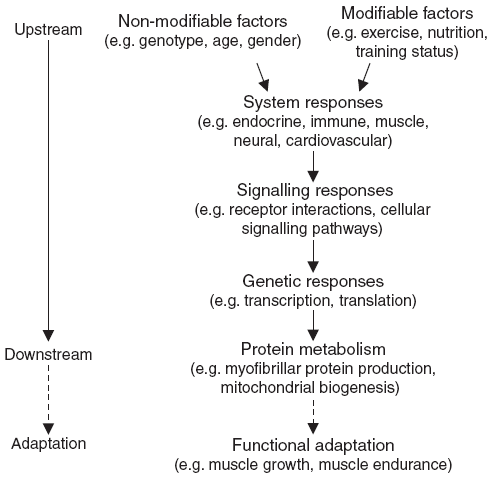 Upstream
Non-modifiable factors
(e.g. genotype, age, gender)
Modifiable factors
(e.g. exercise, nutrition,
training status)
System responses
(e.g. endocrine, immune, muscle,
neural, cardiovascular)
Signalling responses
(e.g. receptor interactions, cellular
signalling pathways)
Genetic responses
(e.g. transcription, translation)
Downstream
Protein metabolism
(e.g. myofibrillar protein production,
mitochondrial biogenesis)
Adaptation
Functional adaptation
(e.g. muscle growth, muscle endurance)